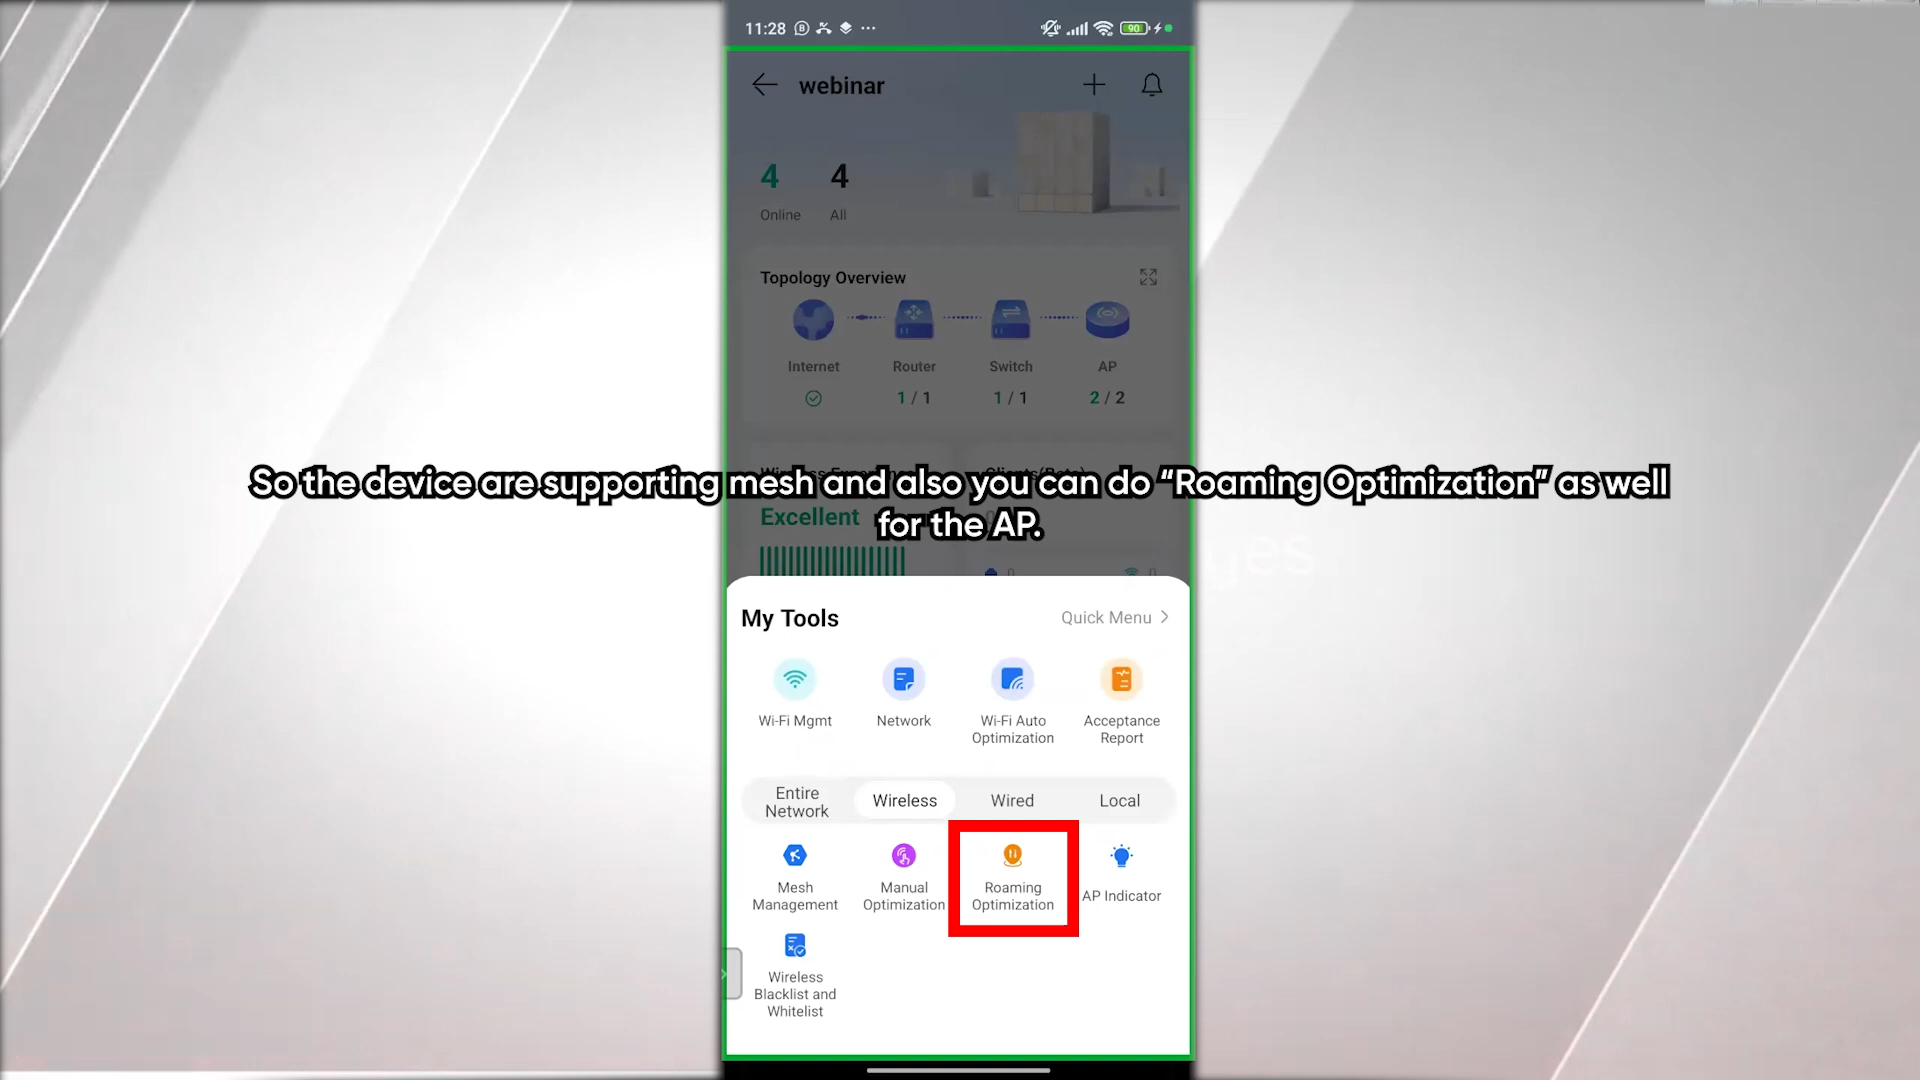 11:28
90
webinar
4 4
Online All
Topology Overview
Internet Router Switch AP
1 / 1 1 / 1 2 / 2
So the device are supporting mesh and also you can do “Roaming Optimization” as well
for the AP.
Excellent
My Tools
Quick Menu
Wi-Fi Mgmt
Network
Wi-Fi Auto
Optimization
Acceptance
Report
Entire
Network
Wireless
Wired
Local
Mesh
Management
Manual
Optimization
Roaming
Optimization
AP Indicator
Wireless
Blacklist and
Whitelist